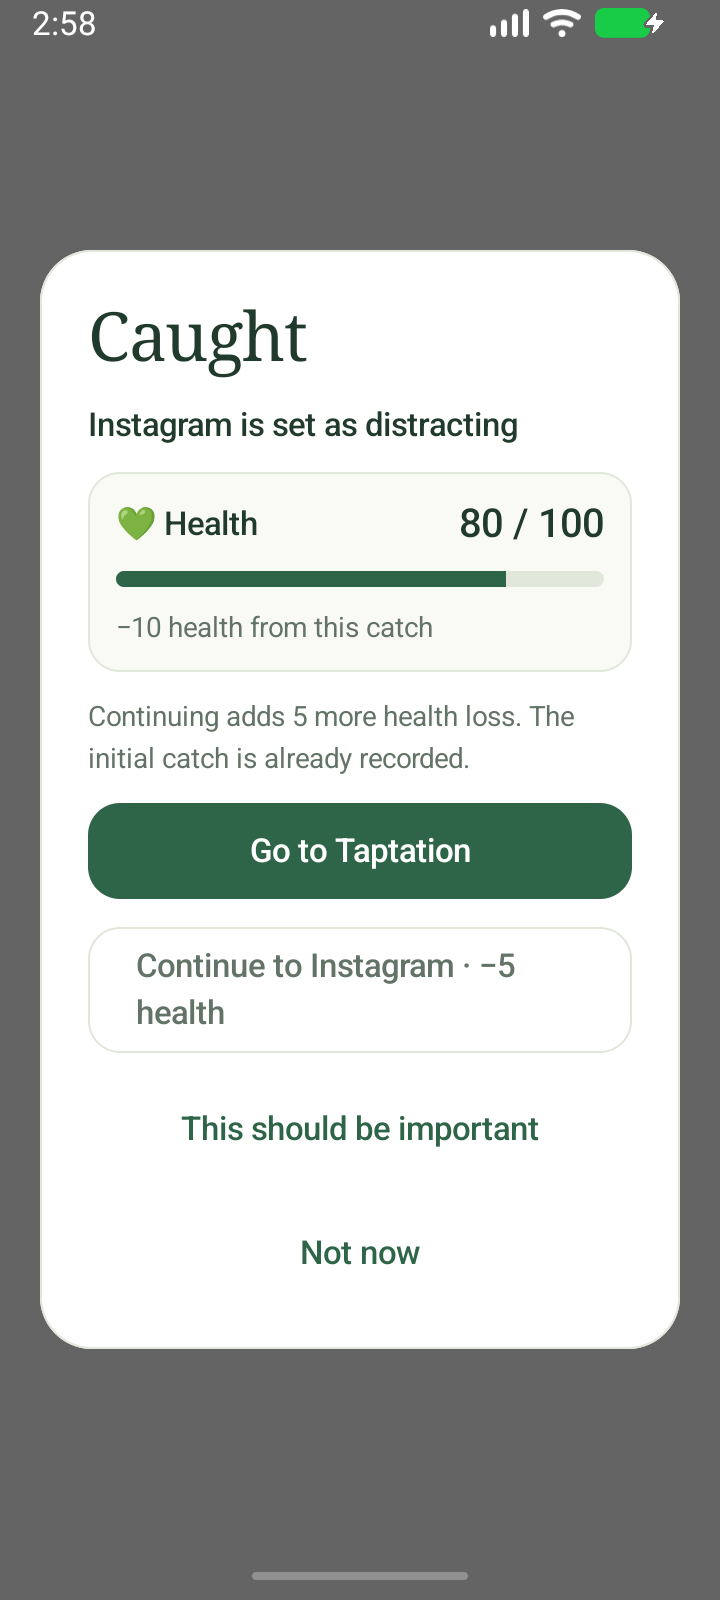 2:58
Caught
Instagram is set as distracting
💚 Health
80 / 100
−10 health from this catch
Continuing adds 5 more health loss. The
initial catch is already recorded.
Go to Taptation
Continue to Instagram · −5
health
This should be important
Not now